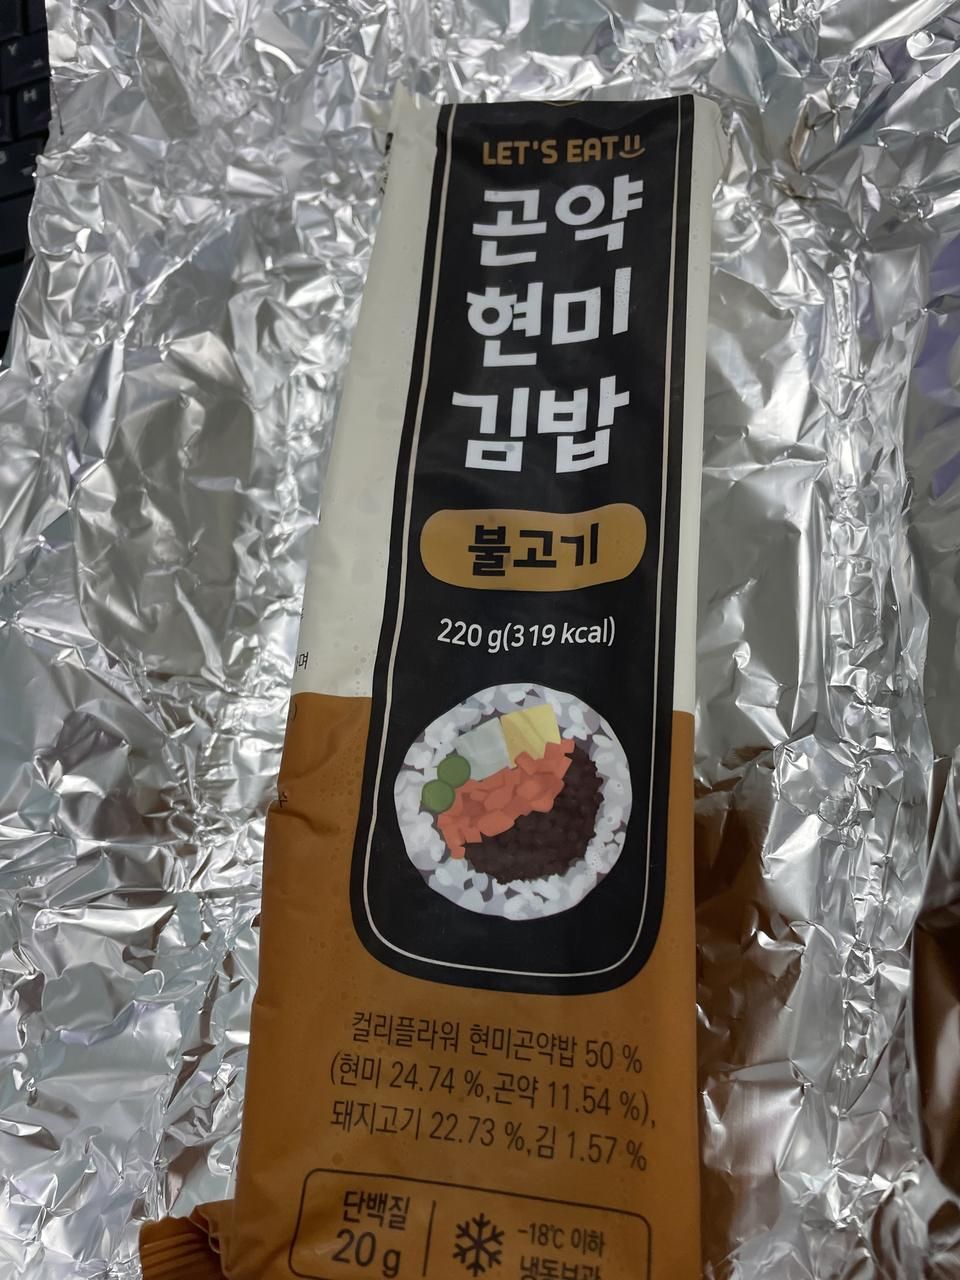 LET'S EAT
곤약
현미
김밥
불고기
220 g(319 kcal)
컬리플라워 현미곤약밥 50 %
(현미 24.74 %,곤약 11.54 %),
돼지고기 22.73 %,김 1.57 %
단백질
20 g
-18℃ 이하
냉동보관